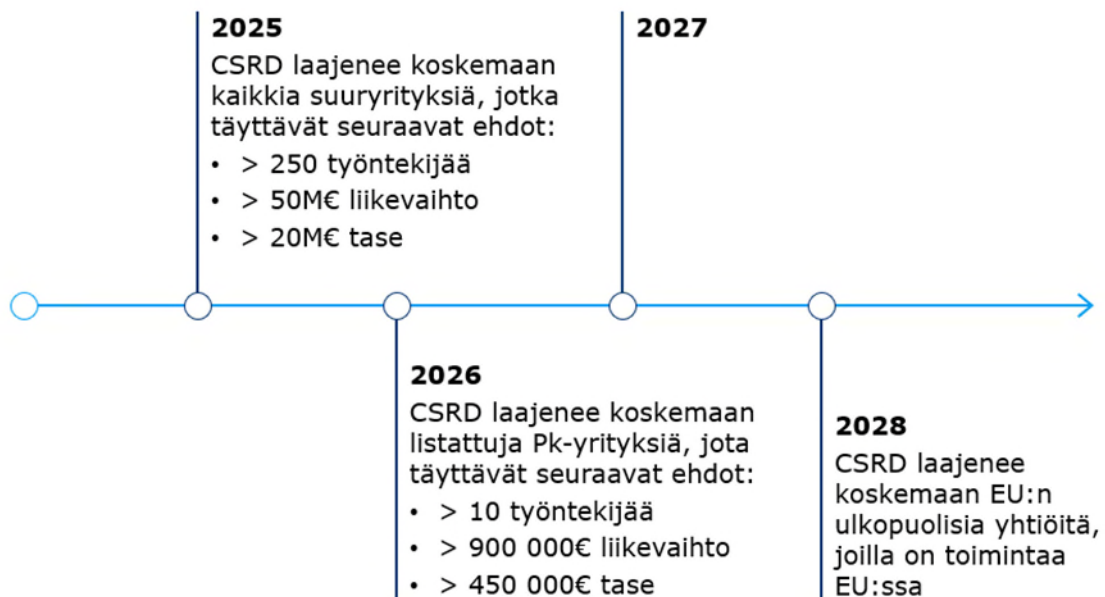 2025
CSRD laajenee koskemaan
kaikkia suuryrityksiä, jotka
täyttävät seuraavat ehdot:
• > 250 työntekijää
• > 50M€ liikevaihto
• > 20M€ tase
2026
CSRD laajenee koskemaan
listattuja Pk-yrityksiä, jota
täyttävät seuraavat ehdot:
• > 10 työntekijää
• > 900 000€ liikevaihto
• > 450 000€ tase
2027
2028
CSRD laajenee
koskemaan EU:n
ulkopuolisia yhtiöitä,
joilla on toimintaa
EU:ssa